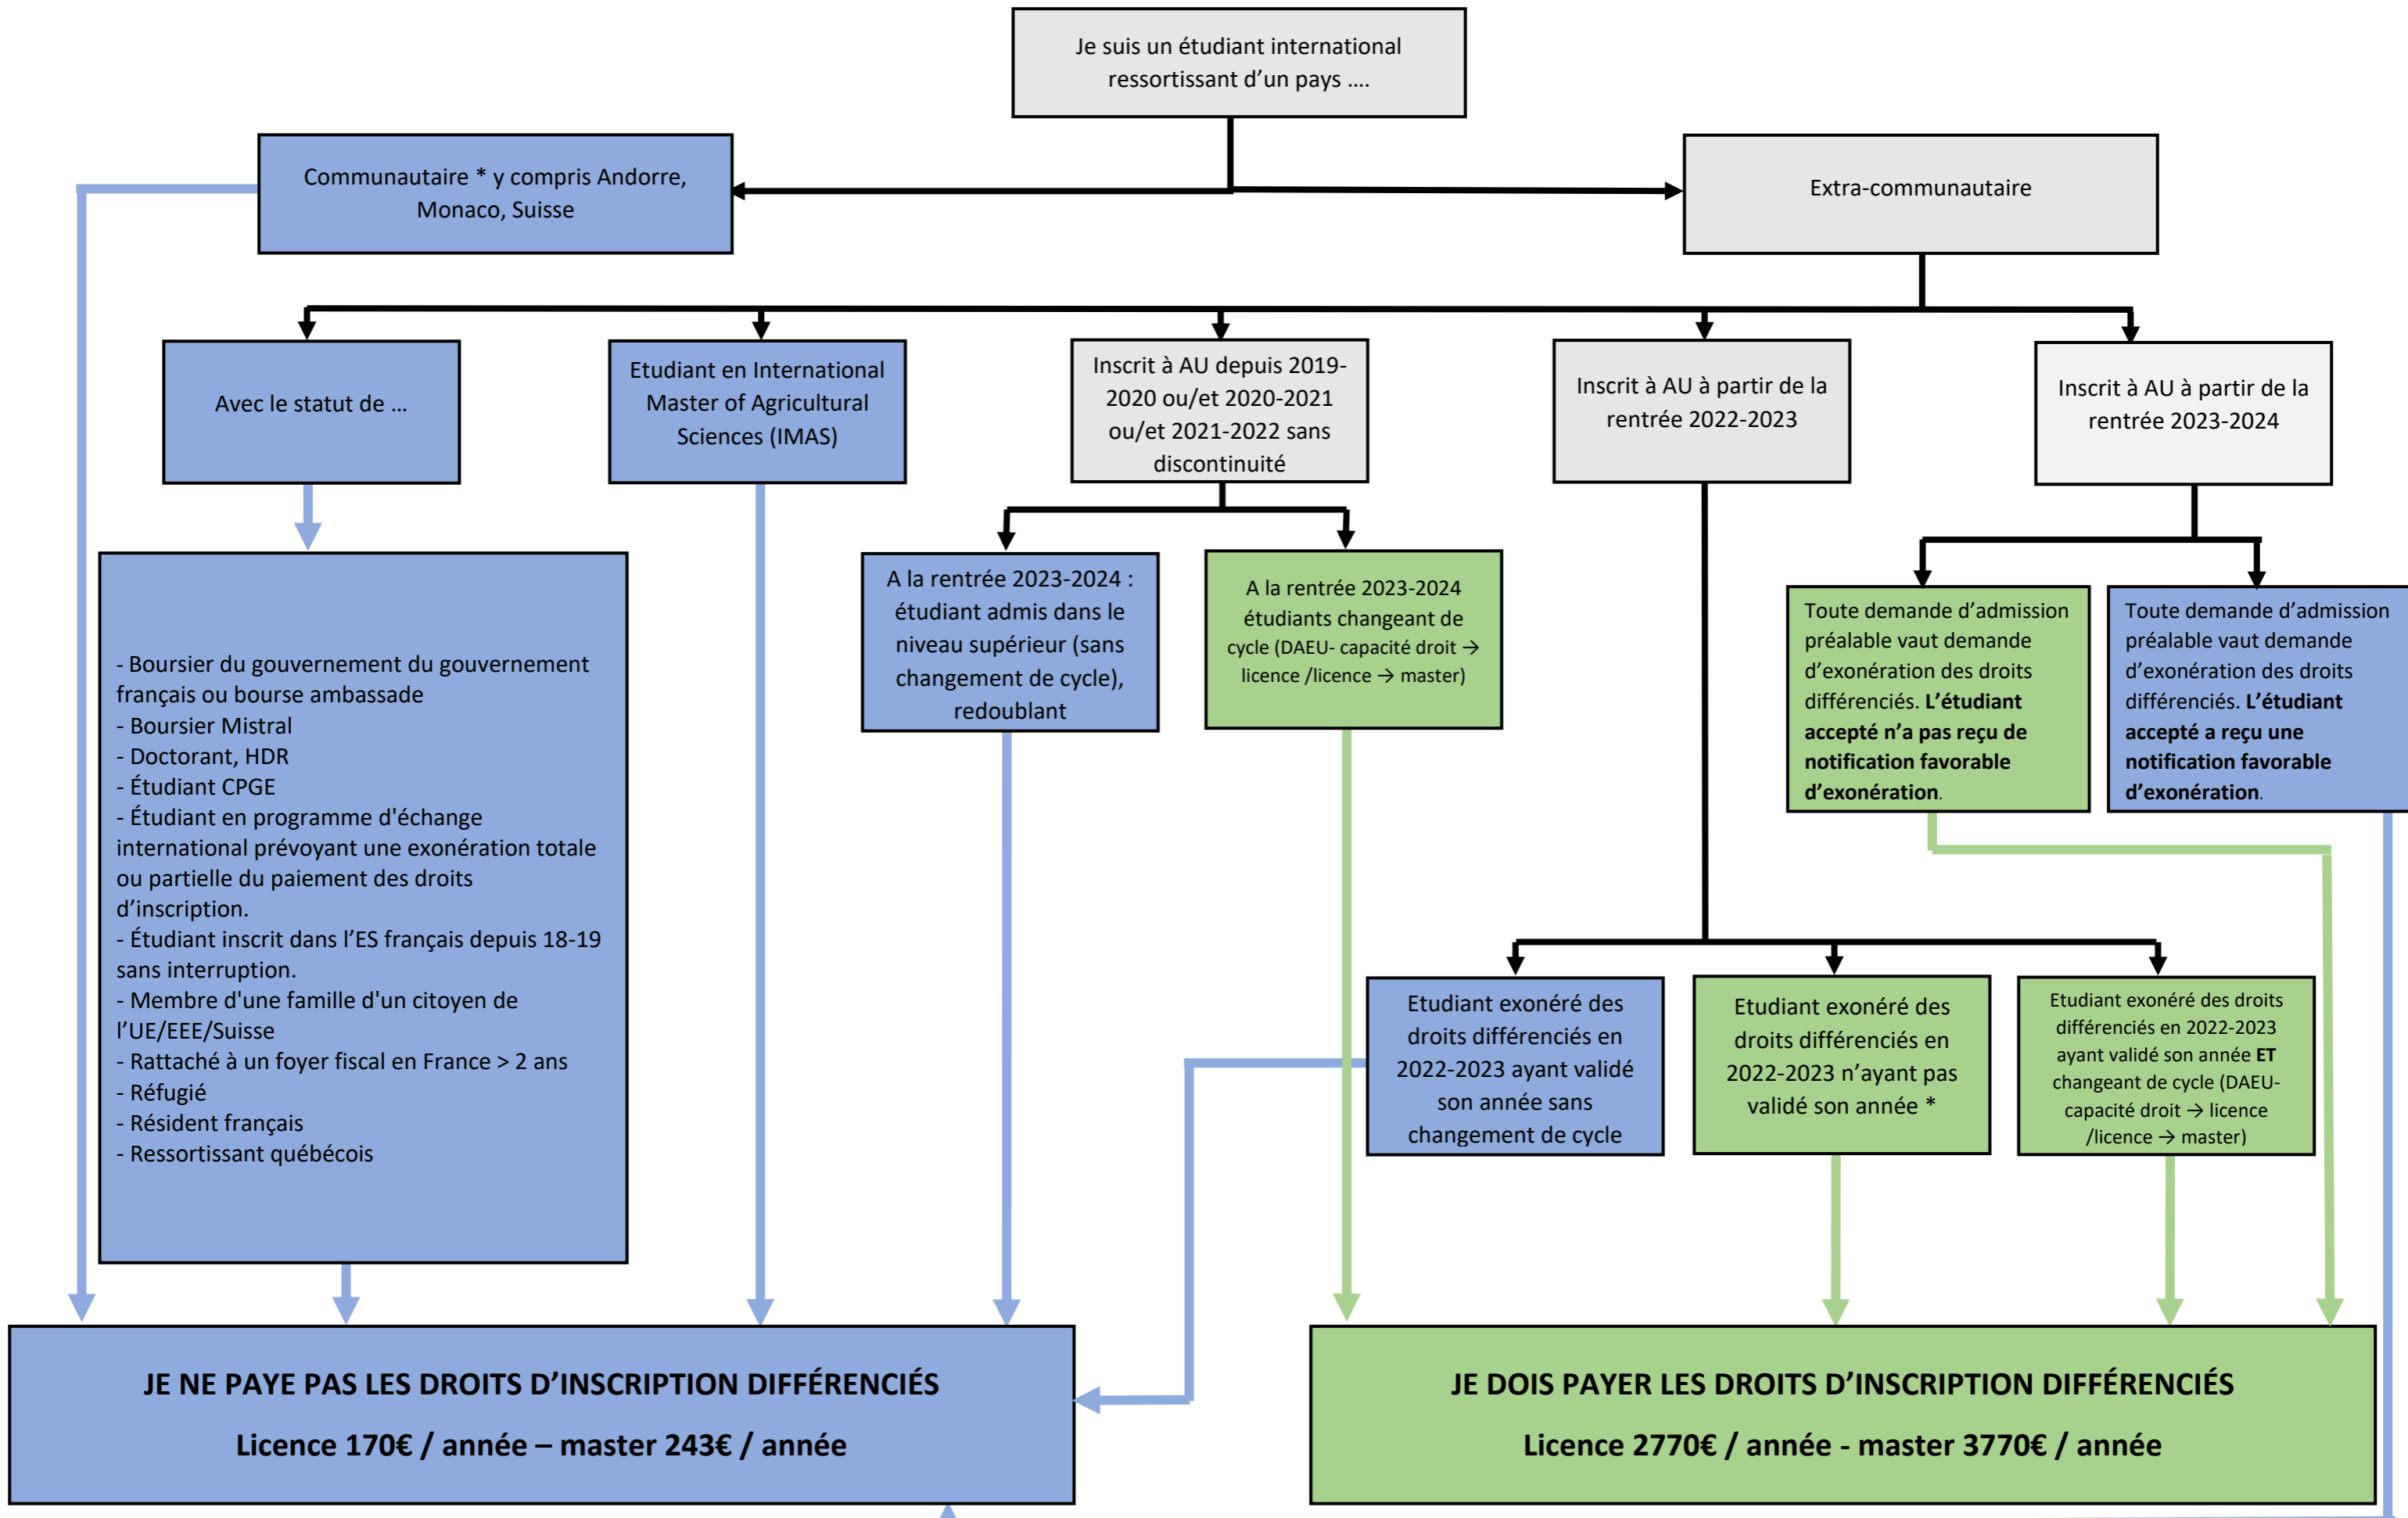 Je suis un étudiant international
ressortissant d'un pays ….
Communautaire * y compris Andorre,
Monaco, Suisse
Extra-communautaire
Avec le statut de …
Etudiant en International
Master of Agricultural
Sciences (IMAS)
Inscrit à AU depuis 2019-
2020 ou/et 2020-2021
ou/et 2021-2022 sans
discontinuité
Inscrit à AU à partir de la
rentrée 2022-2023
Inscrit à AU à partir de la
rentrée 2023-2024
- Boursier du gouvernement du gouvernement
français ou bourse ambassade
- Boursier Mistral
- Doctorant, HDR
- Étudiant CPGE
- Étudiant en programme d'échange
international prévoyant une exonération totale
ou partielle du paiement des droits
d'inscription.
- Étudiant inscrit dans l'ES français depuis 18-19
sans interruption.
- Membre d'une famille d'un citoyen de
l'UE/EEE/Suisse
- Rattaché à un foyer fiscal en France > 2 ans
- Réfugié
- Résident français
- Ressortissant québécois
A la rentrée 2023-2024 :
étudiant admis dans le
niveau supérieur (sans
changement de cycle),
redoublant
A la rentrée 2023-2024
étudiants changeant de
cycle (DAEU- capacité droit →
licence /licence → master)
Toute demande d'admission
préalable vaut demande
d'exonération des droits
différenciés. L'étudiant
accepté n'a pas reçu de
notification favorable
d'exonération.
Toute demande d'admission
préalable vaut demande
d'exonération des droits
différenciés. L'étudiant
accepté a reçu une
notification favorable
d'exonération.
Etudiant exonéré des
droits différenciés en
2022-2023 ayant validé
son année sans
changement de cycle
Etudiant exonéré des
droits différenciés en
2022-2023 n'ayant pas
validé son année *
Etudiant exonéré des droits
différenciés en 2022-2023
ayant validé son année ET
changeant de cycle (DAEU-
capacité droit → licence
/licence → master)
JE NE PAYE PAS LES DROITS D'INSCRIPTION DIFFÉRENCIÉS
Licence 170€ / année – master 243€ / année
JE DOIS PAYER LES DROITS D'INSCRIPTION DIFFÉRENCIÉS
Licence 2770€ / année - master 3770€ / année